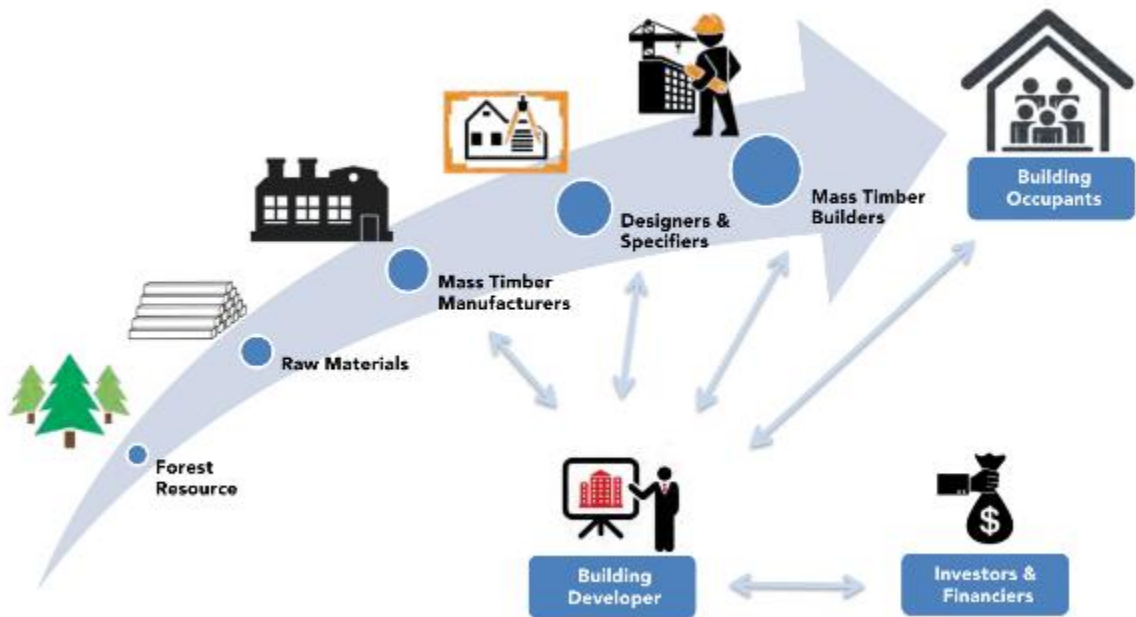 Building
Occupants
Mass Timber
Builders
Designers &
Specifiers
Mass Timber
Manufacturers
Raw Materials
Forest
Resource
$
Building
Developer
Investors &
Financiers